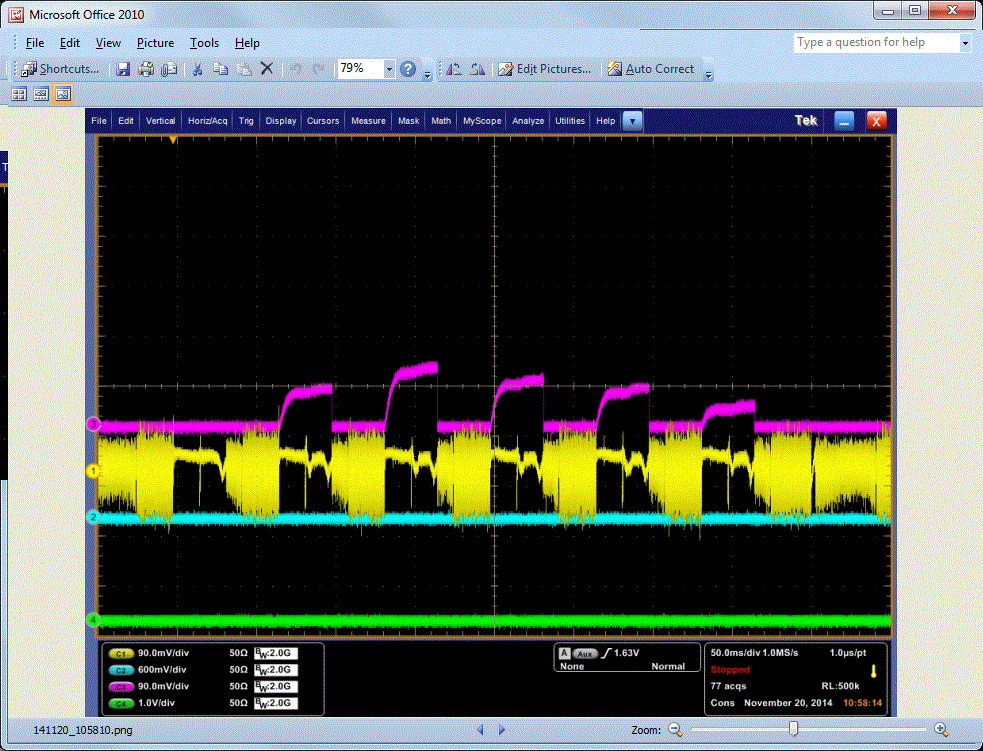 Microsoft Office 2010
File Edit View Picture Tools Help
Type a question for help
Shortcuts... 79% Edit Pictures... Auto Correct
File Edit Vertical Horiz/Acq Trig Display Cursors Measure Mask Math MyScope Analyze Utilities Help Tek X
3
1
2
4
C1 90.0mV/div 50Ω BW:2.0G
C2 600mV/div 50Ω BW:2.0G
C3 90.0mV/div 50Ω BW:2.0G
C4 1.0V/div 50Ω BW:2.0G
A Aux 1.63V
None Normal
50.0ms/div 1.0MS/s 1.0µs/pt
Stopped
77 acqs RL:500k
Cons November 20, 2014 10:58:14
141120_105810.png Zoom: